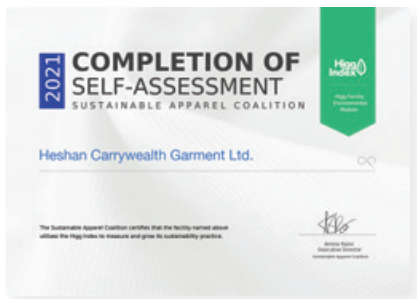 2021
COMPLETION OF
SELF-ASSESSMENT
SUSTAINABLE APPAREL COALITION
Higg
Index
Higg Facility
Environmental
Module
Heshan Carrywealth Garment Ltd.
The Sustainable Apparel Coalition certifies that the facility named above
utilizes the Higg Index to measure and grow its sustainability practice.
Executive Director
Sustainable Apparel Coalition